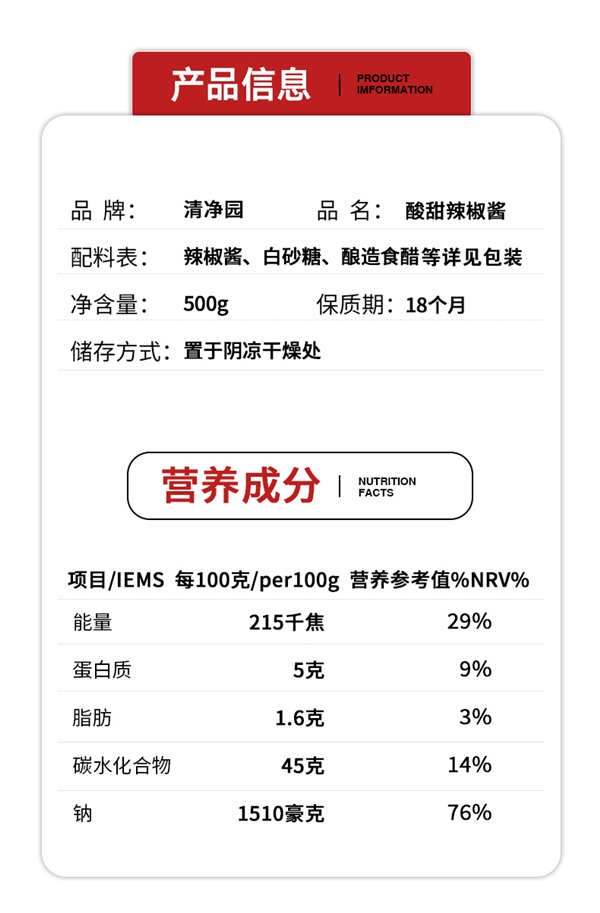 产品信息
PRODUCT
IMFORMATION
品 牌： 清净园 品 名： 酸甜辣椒酱
配料表： 辣椒酱、白砂糖、酿造食醋等详见包装
净含量： 500g 保质期：18个月
储存方式：置于阴凉干燥处
营养成分
NUTRITION
FACTS
项目/IEMS 每100克/per100g 营养参考值%NRV%
能量 215千焦 29%
蛋白质 5克 9%
脂肪 1.6克 3%
碳水化合物 45克 14%
钠 1510豪克 76%